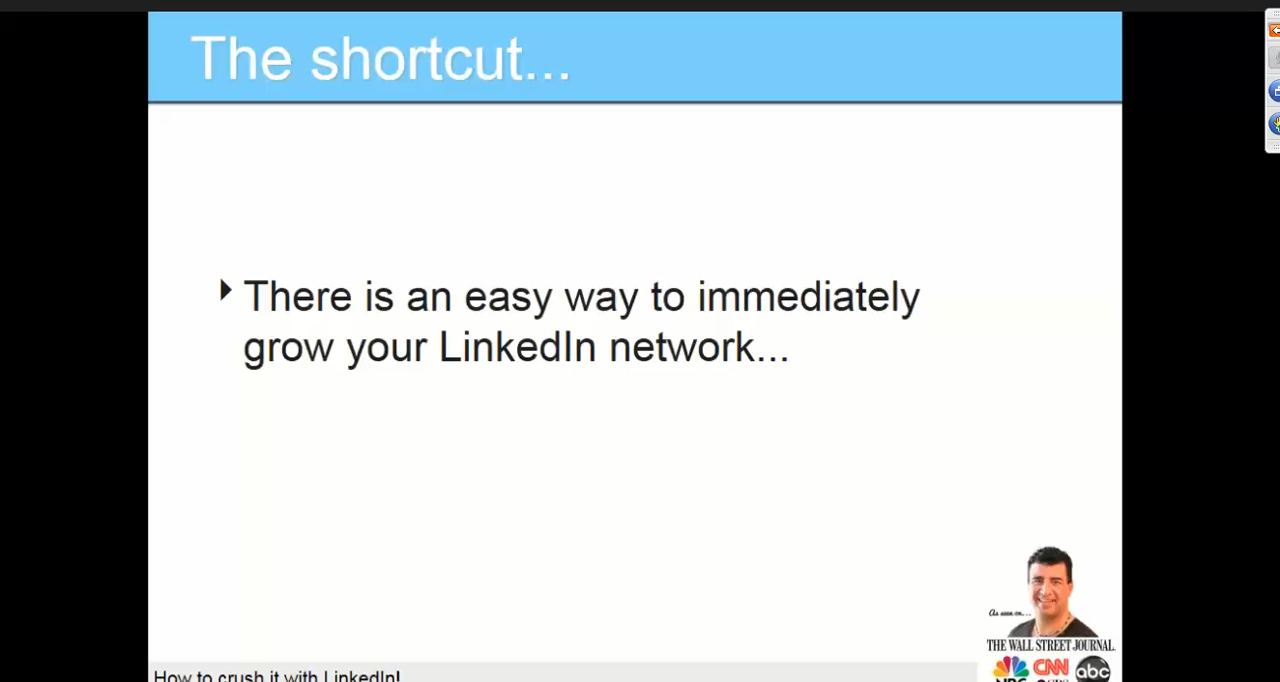 The shortcut...
There is an easy way to immediately
grow your LinkedIn network...
As seen on...
THE WALL STREET JOURNAL.
CNN
abc
How to crush it with LinkedIn!